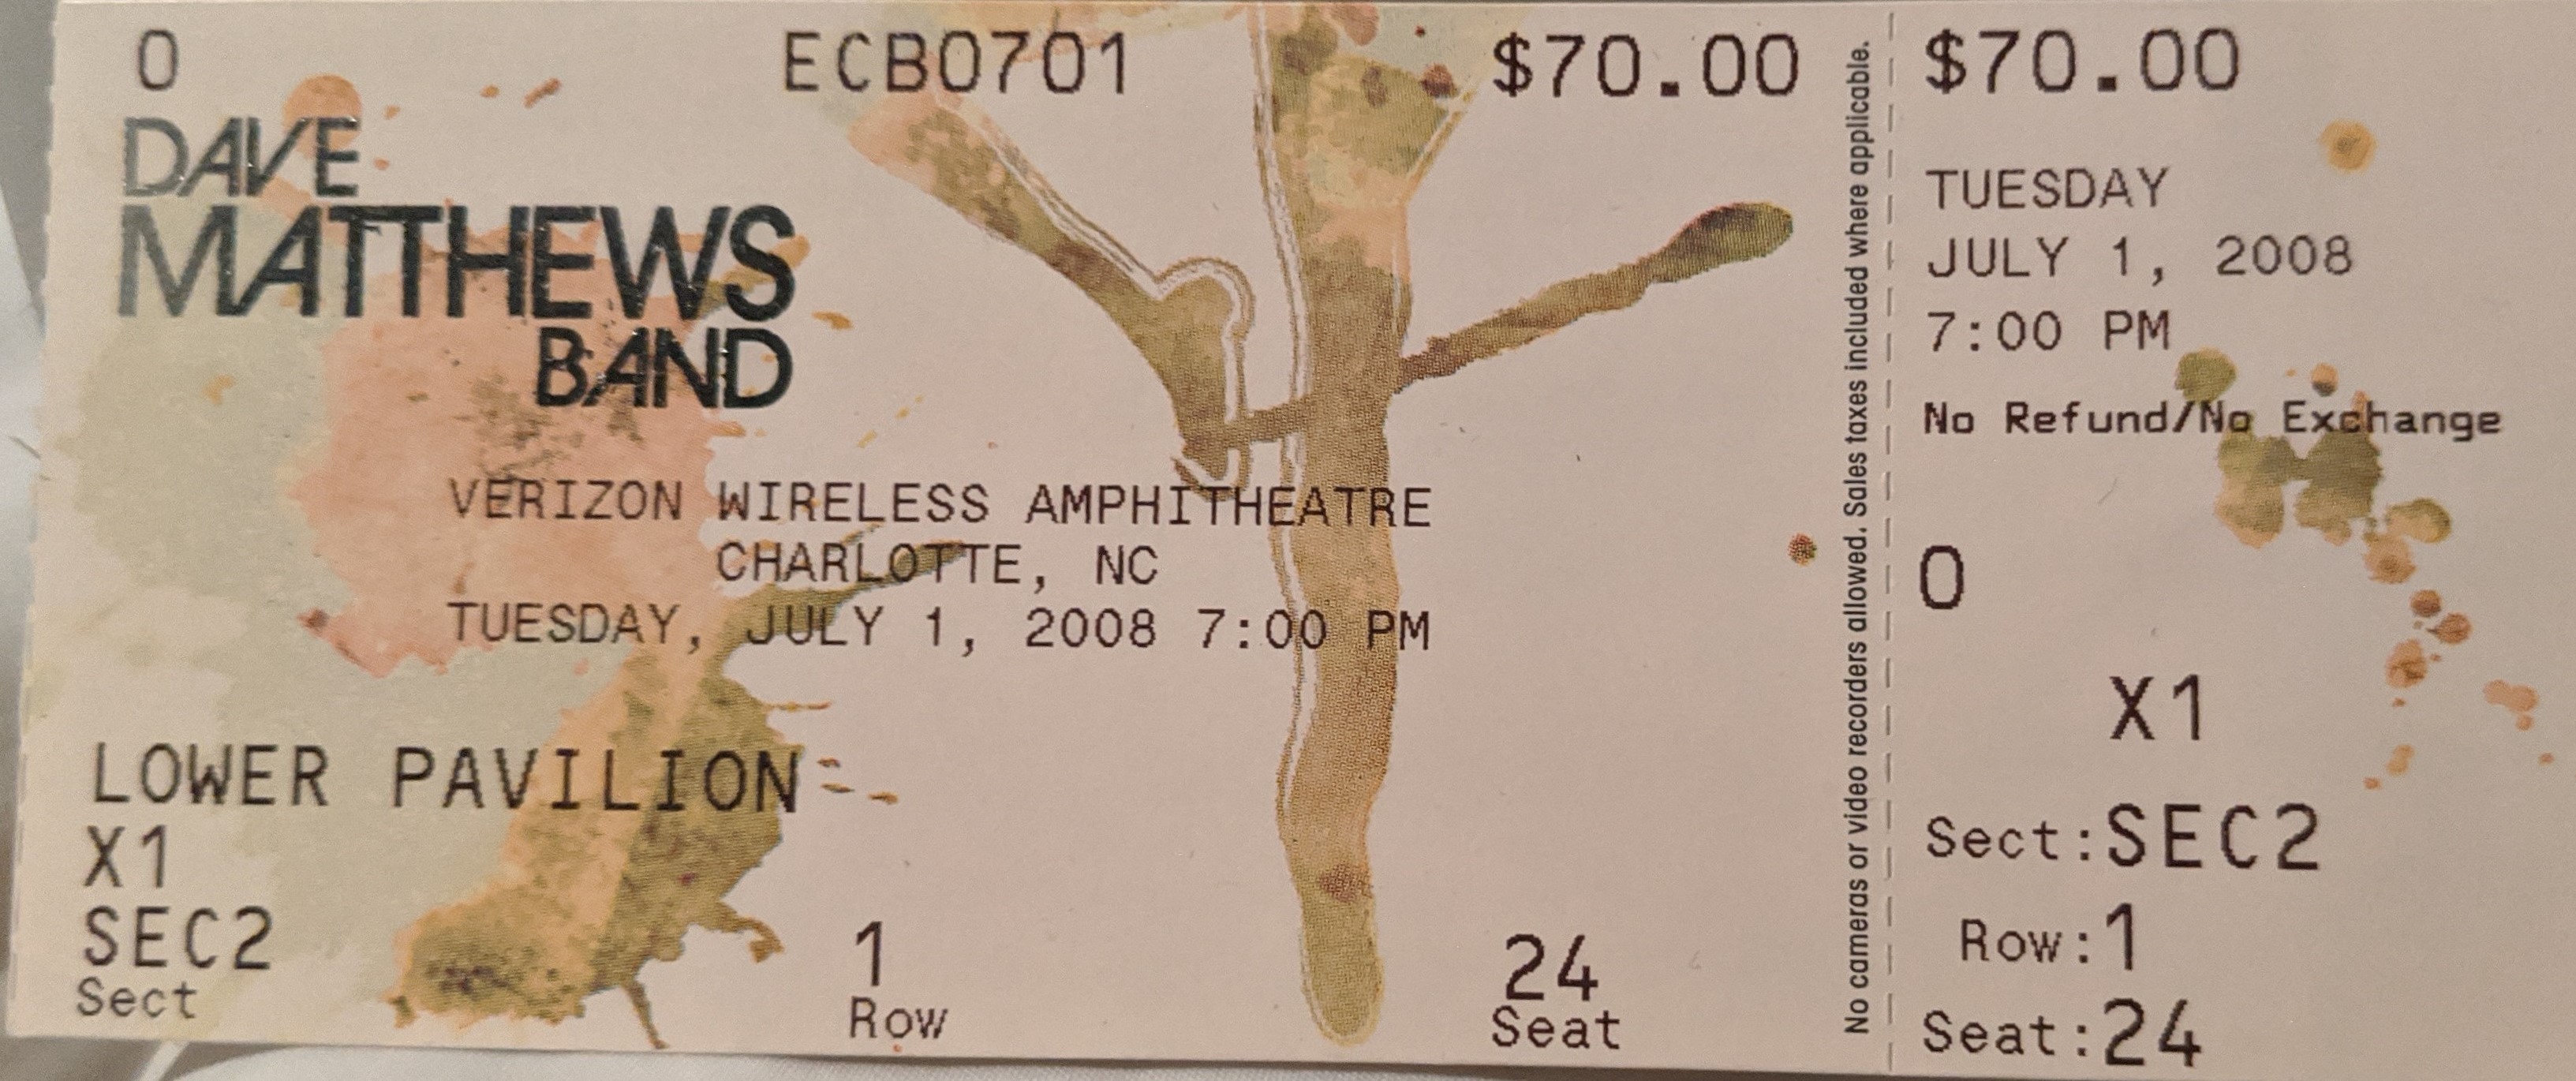 0 ECB0701 $70.00
DAVE
MATTHEWS
BAND
VERIZON WIRELESS AMPHITHEATRE
CHARLOTTE, NC
TUESDAY, JULY 1, 2008 7:00 PM
LOWER PAVILION
X1
SEC2 1 24
Sect Row Seat
No cameras or video recorders allowed. Sales taxes included where applicable.
$70.00
TUESDAY
JULY 1, 2008
7:00 PM
No Refund/No Exchange
0
X1
Sect:SEC2
Row:1
Seat:24